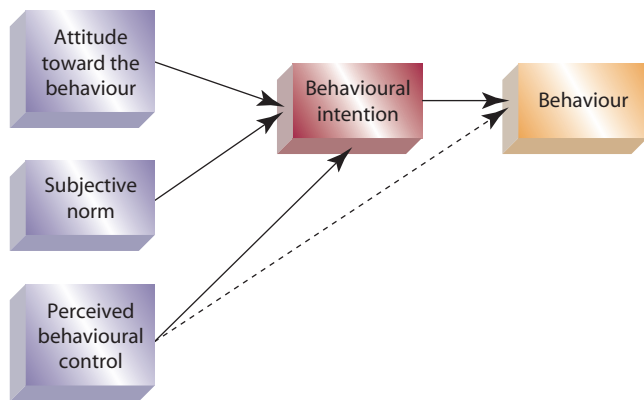 Attitude
toward the
behaviour
Behavioural
intention
Behaviour
Subjective
norm
Perceived
behavioural
control